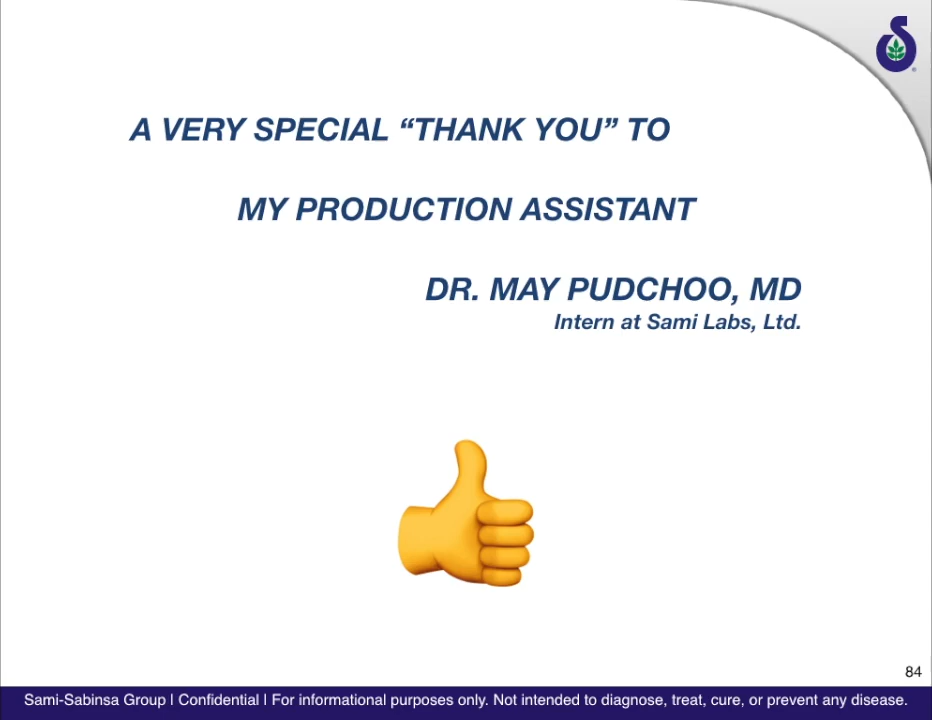 A VERY SPECIAL “THANK YOU” TO
MY PRODUCTION ASSISTANT
DR. MAY PUDCHOO, MD
Intern at Sami Labs, Ltd.
84
Sami-Sabinsa Group | Confidential | For informational purposes only. Not intended to diagnose, treat, cure, or prevent any disease.